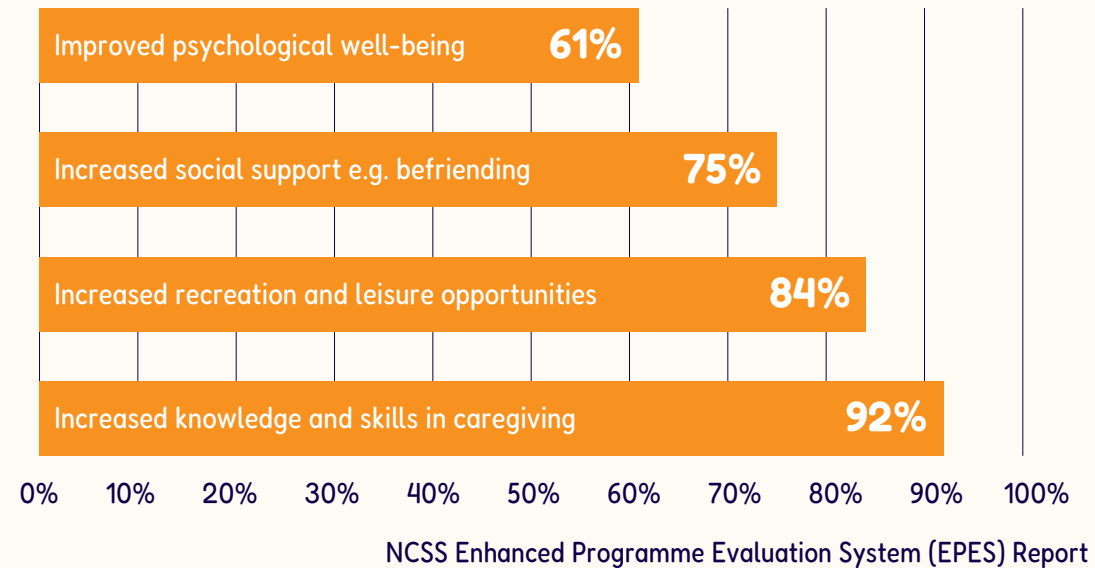 Improved psychological well-being 61%
Increased social support e.g. befriending 75%
Increased recreation and leisure opportunities 84%
Increased knowledge and skills in caregiving 92%
0% 10% 20% 30% 40% 50% 60% 70% 80% 90% 100%
NCSS Enhanced Programme Evaluation System (EPES) Report